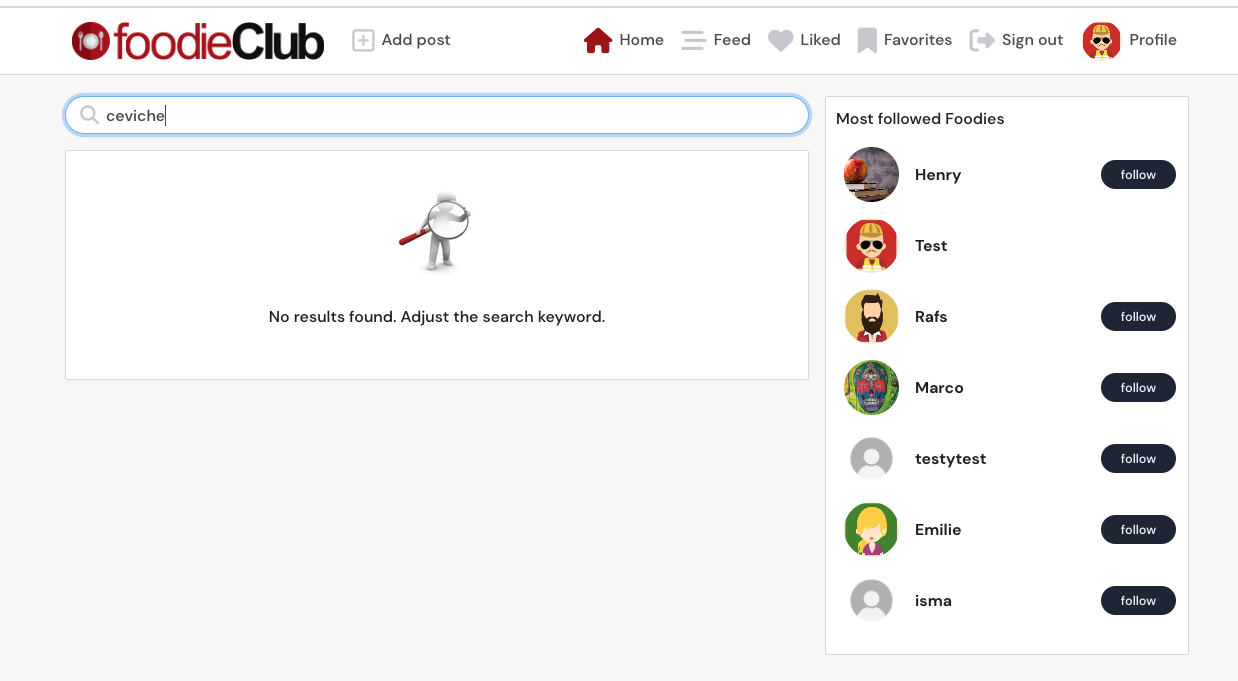 foodieClub
Add post
Home
Feed
Liked
Favorites
Sign out
Profile
ceviche
No results found. Adjust the search keyword.
Most followed Foodies
Henry
follow
Test
Rafs
follow
Marco
follow
testytest
follow
Emilie
follow
isma
follow